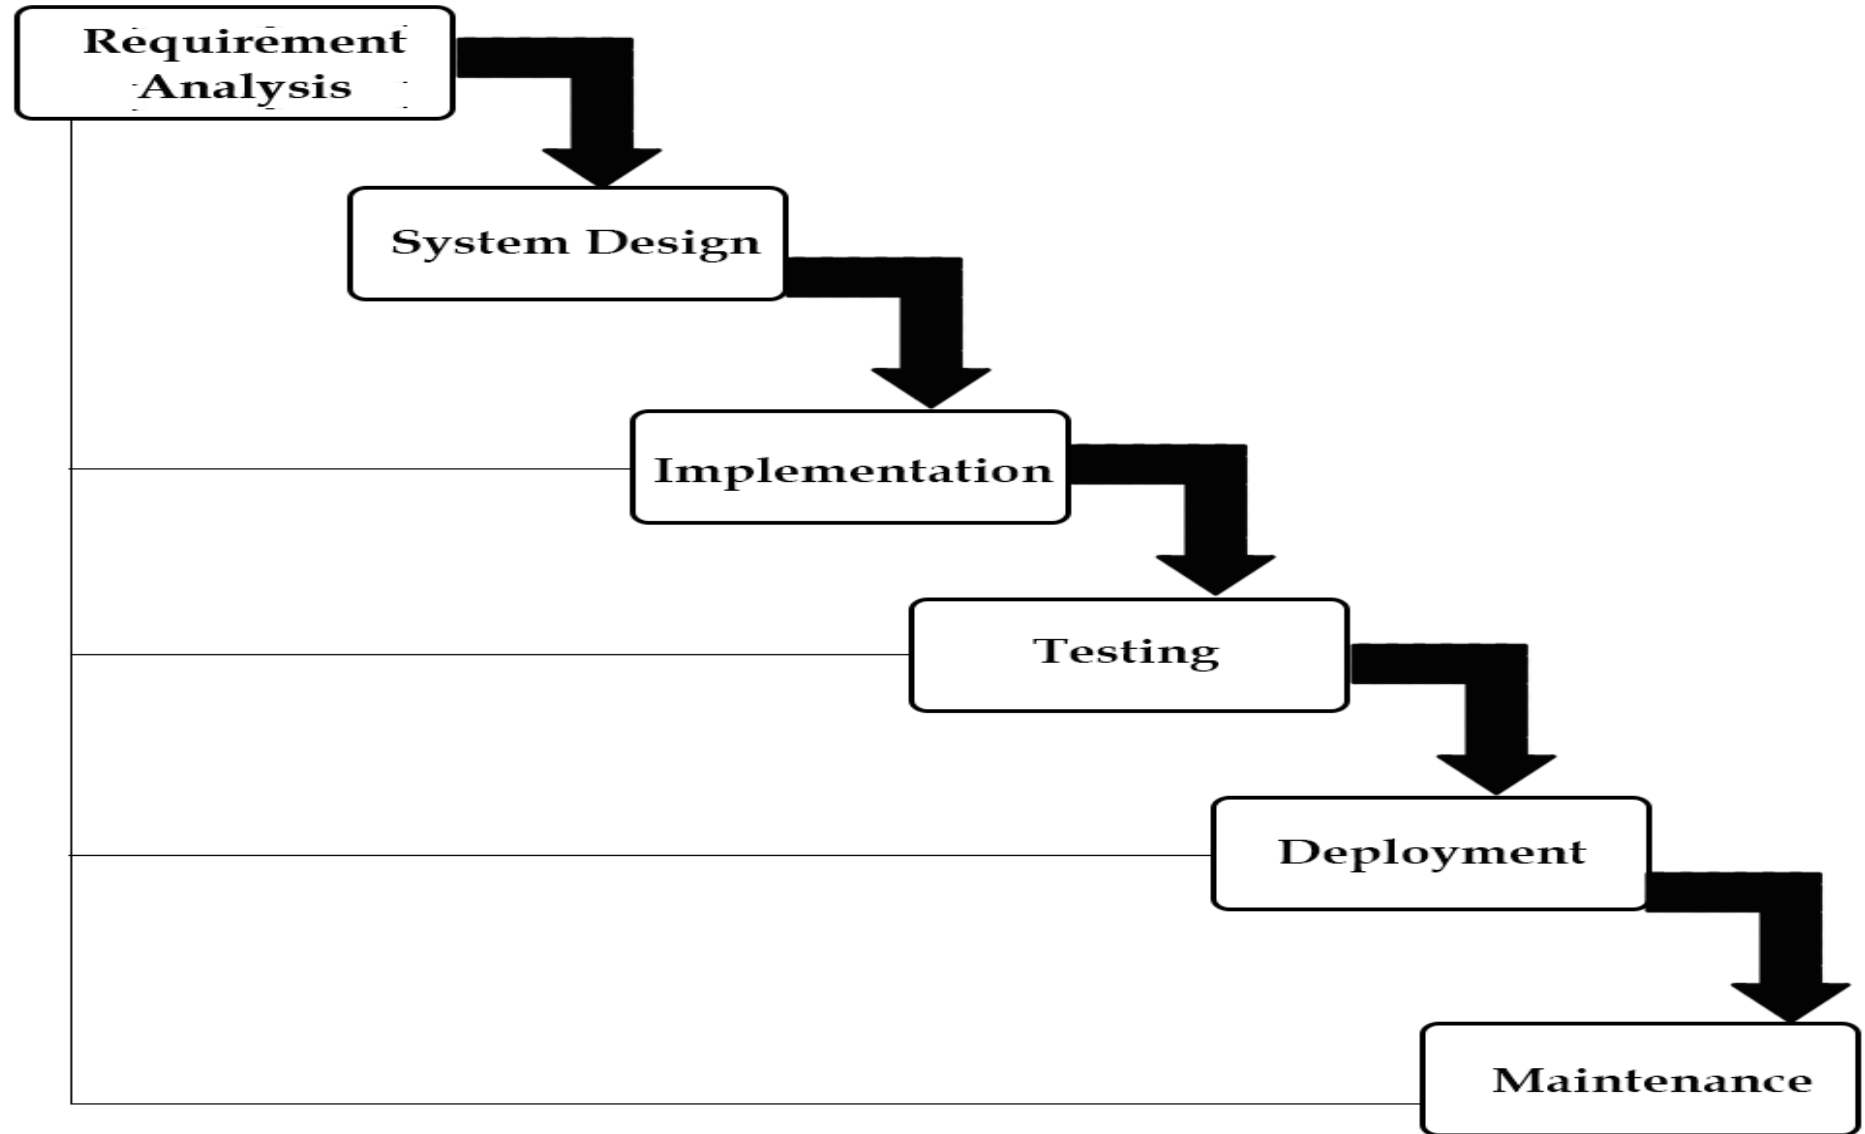 Requirement
Analysis
System Design
Implementation
Testing
Deployment
Maintenance